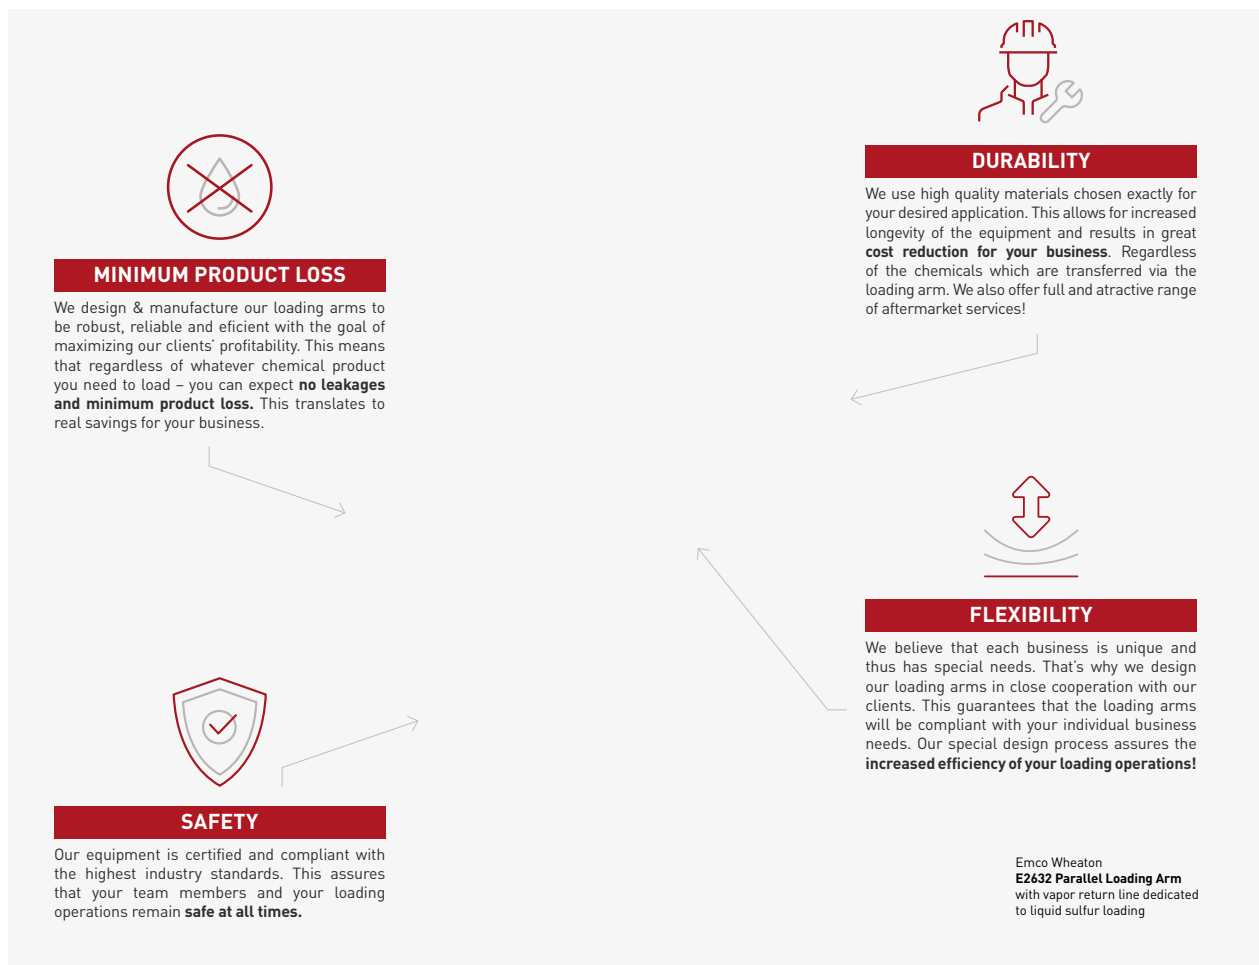 MINIMUM PRODUCT LOSS
We design & manufacture our loading arms to
be robust, reliable and eficient with the goal of
maximizing our clients’ profitability. This means
that regardless of whatever chemical product
you need to load – you can expect no leakages
and minimum product loss. This translates to
real savings for your business.
SAFETY
Our equipment is certified and compliant with
the highest industry standards. This assures
that your team members and your loading
operations remain safe at all times.
DURABILITY
We use high quality materials chosen exactly for
your desired application. This allows for increased
longevity of the equipment and results in great
cost reduction for your business. Regardless
of the chemicals which are transferred via the
loading arm. We also offer full and atractive range
of aftermarket services!
FLEXIBILITY
We believe that each business is unique and
thus has special needs. That’s why we design
our loading arms in close cooperation with our
clients. This guarantees that the loading arms
will be compliant with your individual business
needs. Our special design process assures the
increased efficiency of your loading operations!
Emco Wheaton
E2632 Parallel Loading Arm
with vapor return line dedicated
to liquid sulfur loading